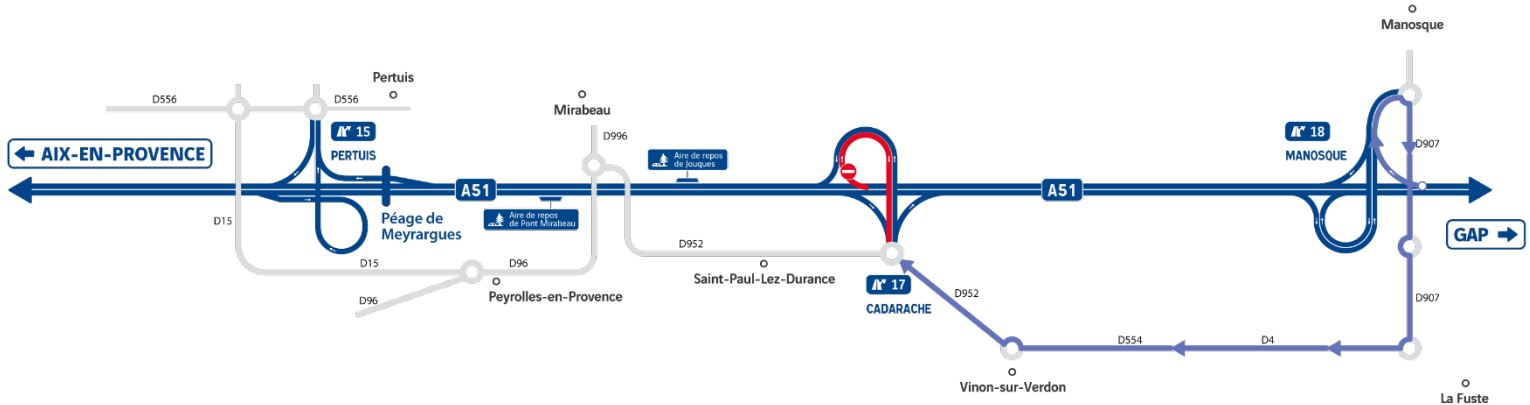 Manosque
Pertuis
D556
D556
Mirabeau
15
PERTUIS
D996
18
MANOSQUE
D907
AIX-EN-PROVENCE
Aire de repos
de Jouques
A51
A51
Péage de
Meyrargues
Aire de repos
de Pont Mirabeau
D15
GAP
D952
D15
D96
Saint-Paul-Lez-Durance
17
CADARACHE
D952
D96
Peyrolles-en-Provence
D907
D554
D4
Vinon-sur-Verdon
La Fuste